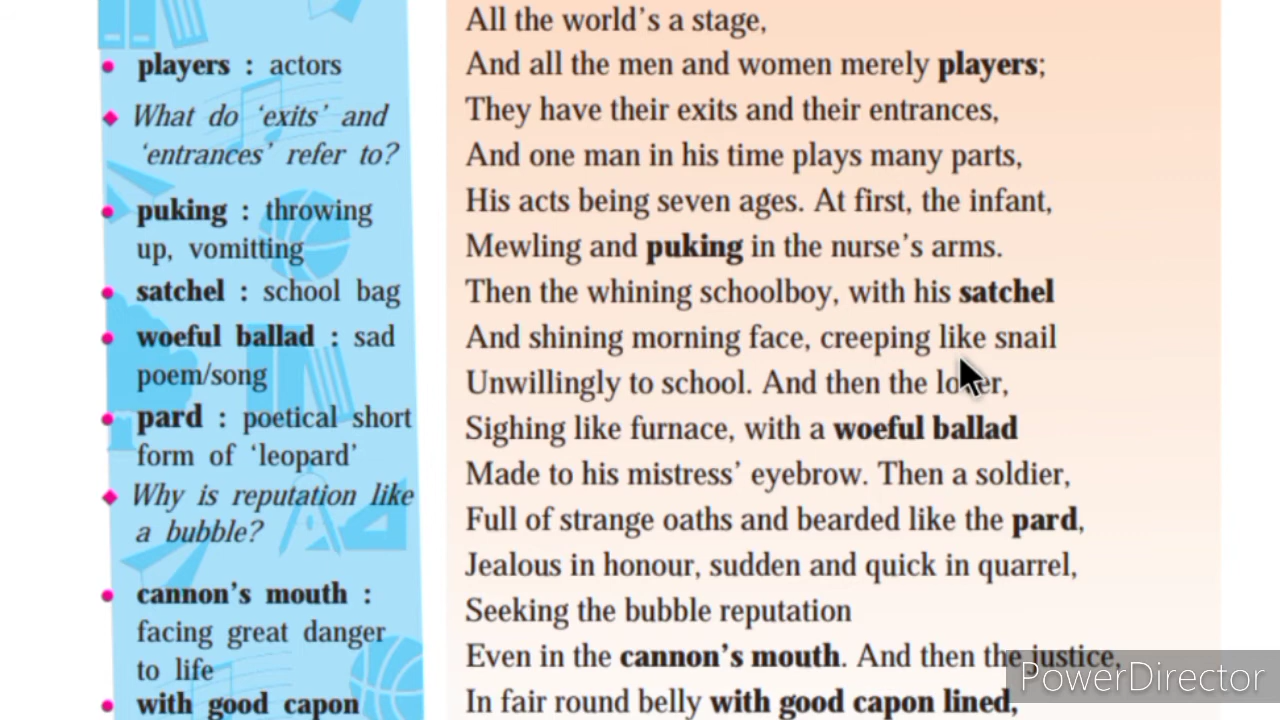 players : actors
What do ‘exits’ and
‘entrances’ refer to?
puking : throwing
up, vomitting
satchel : school bag
woeful ballad : sad
poem/song
pard : poetical short
form of ‘leopard’
Why is reputation like
a bubble?
cannon’s mouth :
facing great danger
to life
with good capon
All the world’s a stage,
And all the men and women merely players;
They have their exits and their entrances,
And one man in his time plays many parts,
His acts being seven ages. At first, the infant,
Mewling and puking in the nurse’s arms.
Then the whining schoolboy, with his satchel
And shining morning face, creeping like snail
Unwillingly to school. And then the lover,
Sighing like furnace, with a woeful ballad
Made to his mistress’ eyebrow. Then a soldier,
Full of strange oaths and bearded like the pard,
Jealous in honour, sudden and quick in quarrel,
Seeking the bubble reputation
Even in the cannon’s mouth. And then the justice,
In fair round belly with good capon lined,
PowerDirector